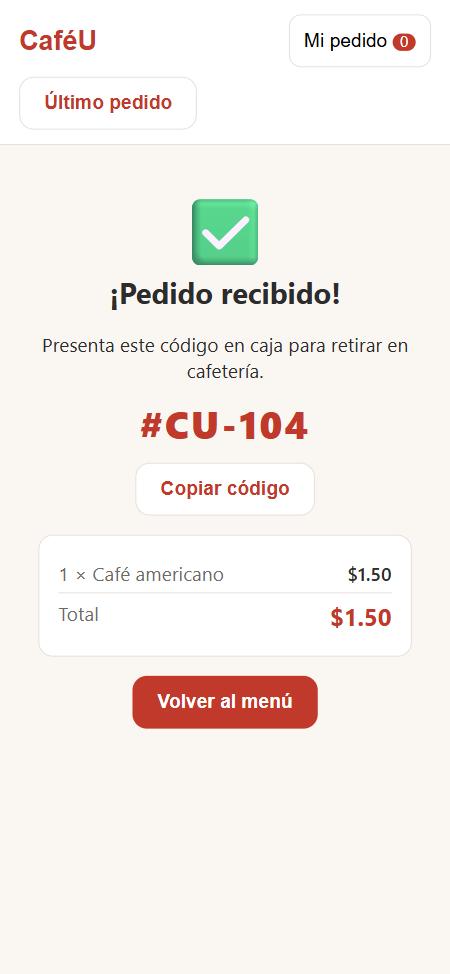 CaféU
Mi pedido 0
Último pedido
¡Pedido recibido!
Presenta este código en caja para retirar en
cafetería.
#CU-104
Copiar código
1 × Café americano $1.50
Total $1.50
Volver al menú